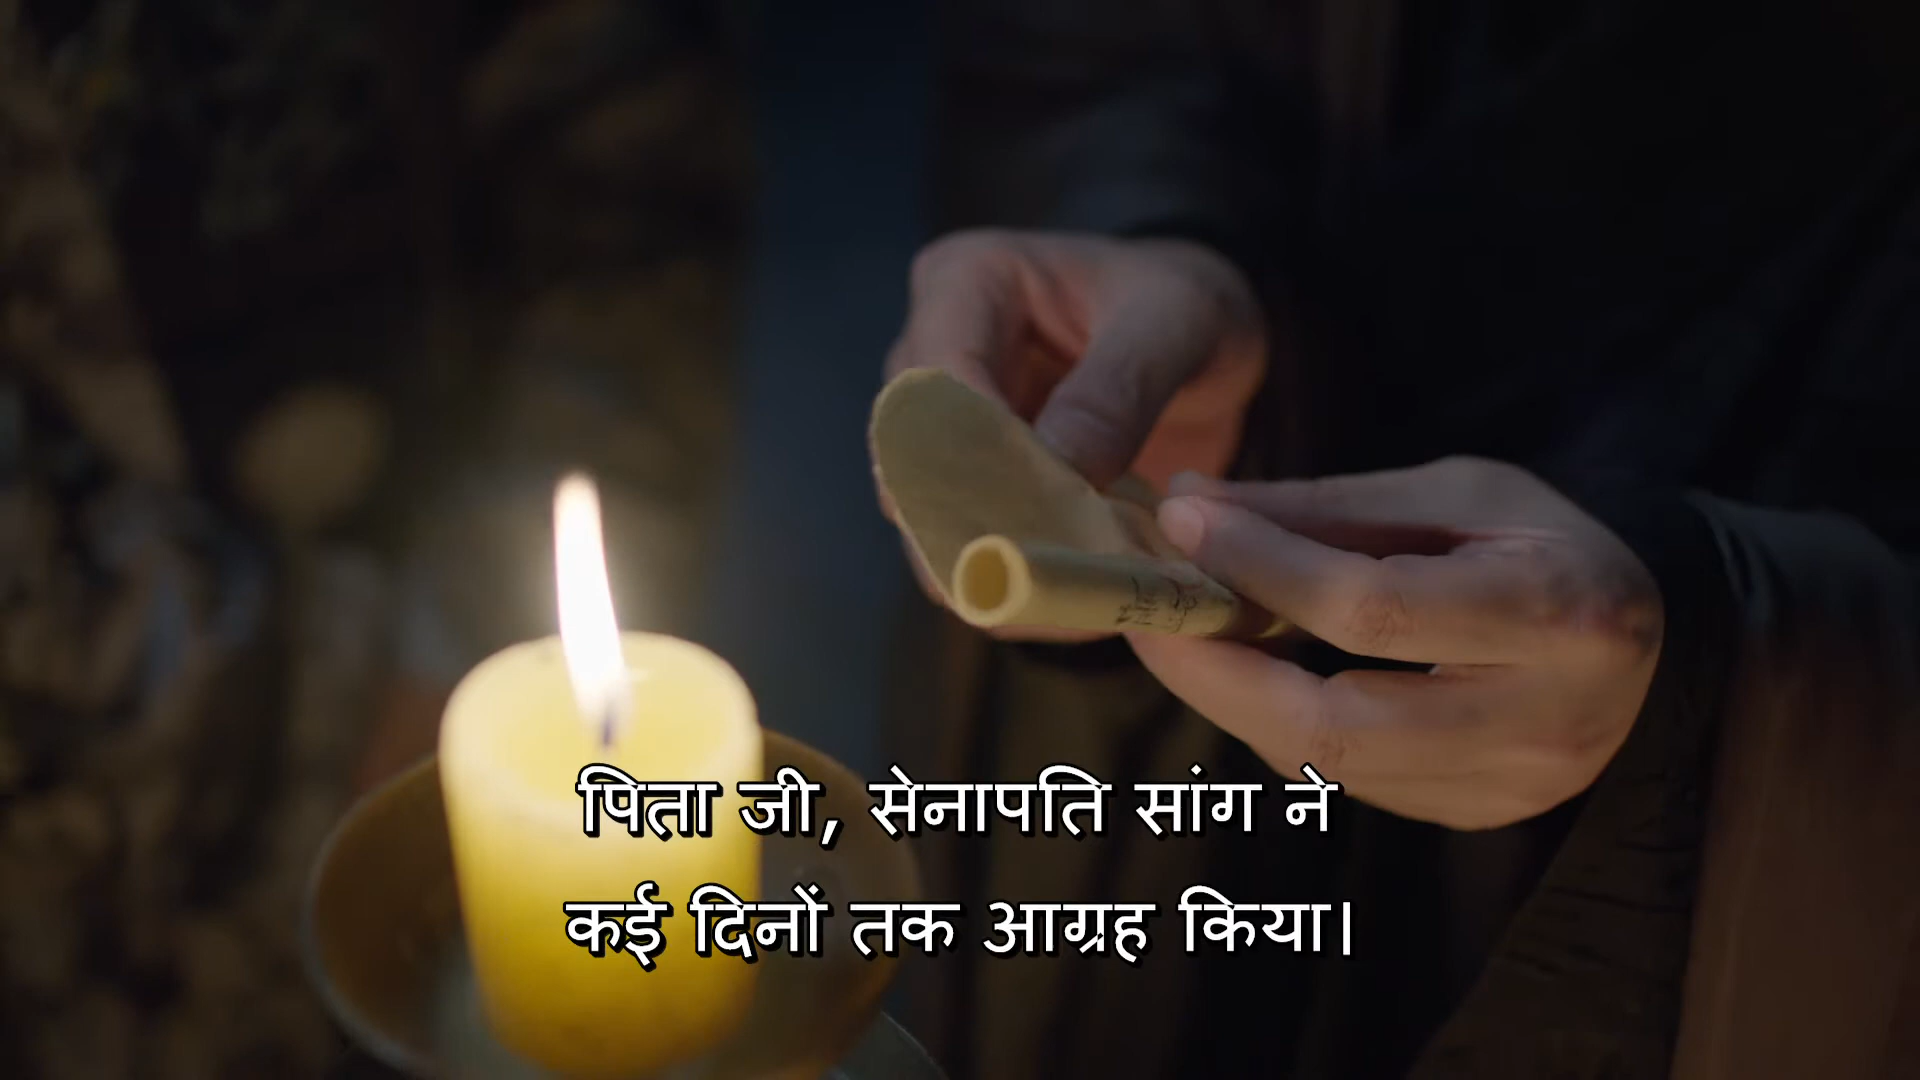 पिता जी, सेनापति सांग ने
कई दिनों तक आग्रह किया।